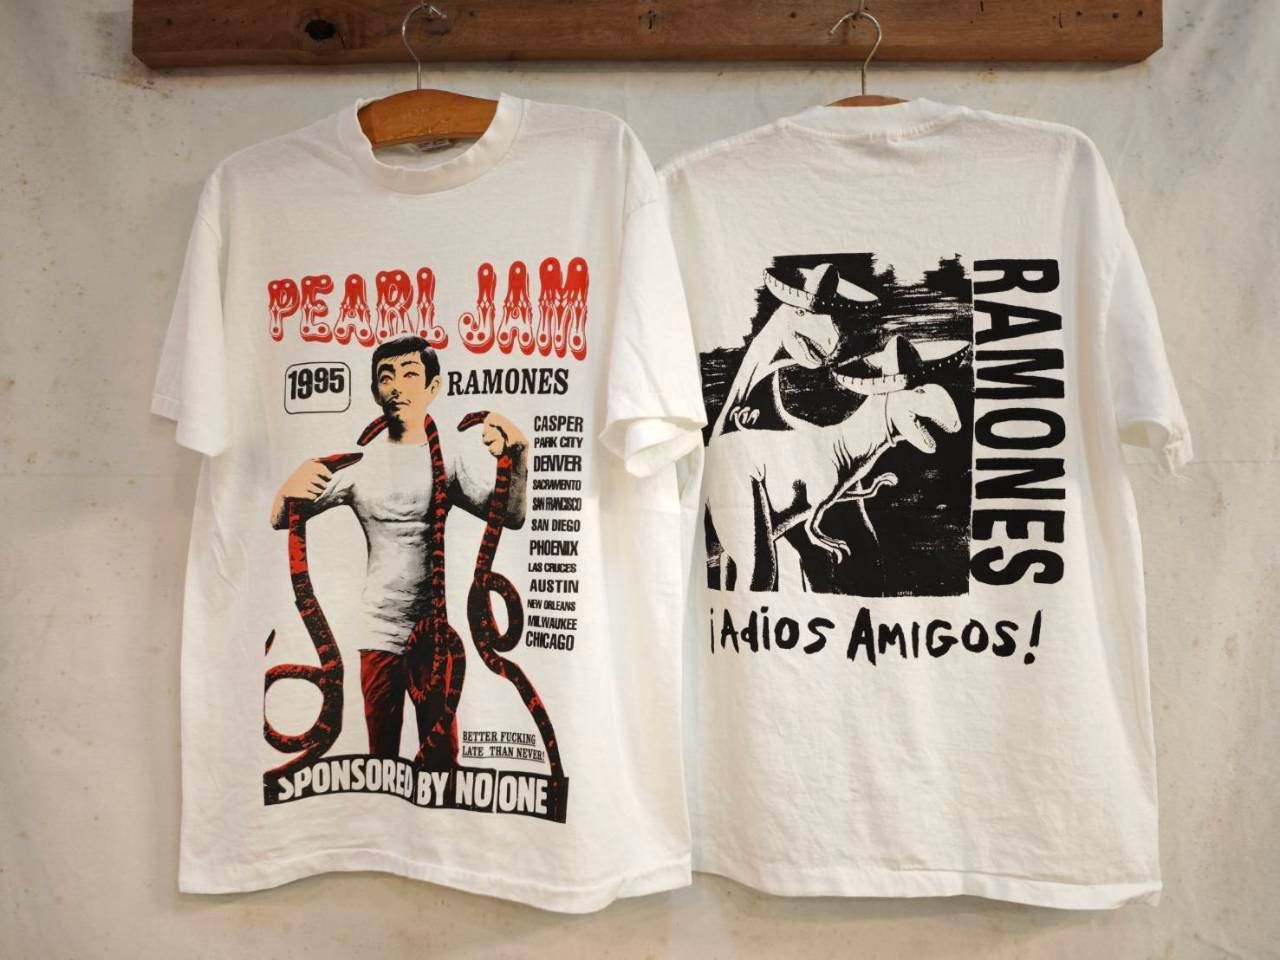 PEARL JAM
1995
RAMONES
CASPER
PARK CITY
DENVER
SACRAMENTO
SAN FRANCISCO
SAN DIEGO
PHOENIX
LAS CRUCES
AUSTIN
NEW ORLEANS
MILWAUKEE
CHICAGO
BETTER FUCKING
LATE THAN NEVER!
SPONSORED BY NO ONE
RAMONES
¡ADiOS AMIGOS!